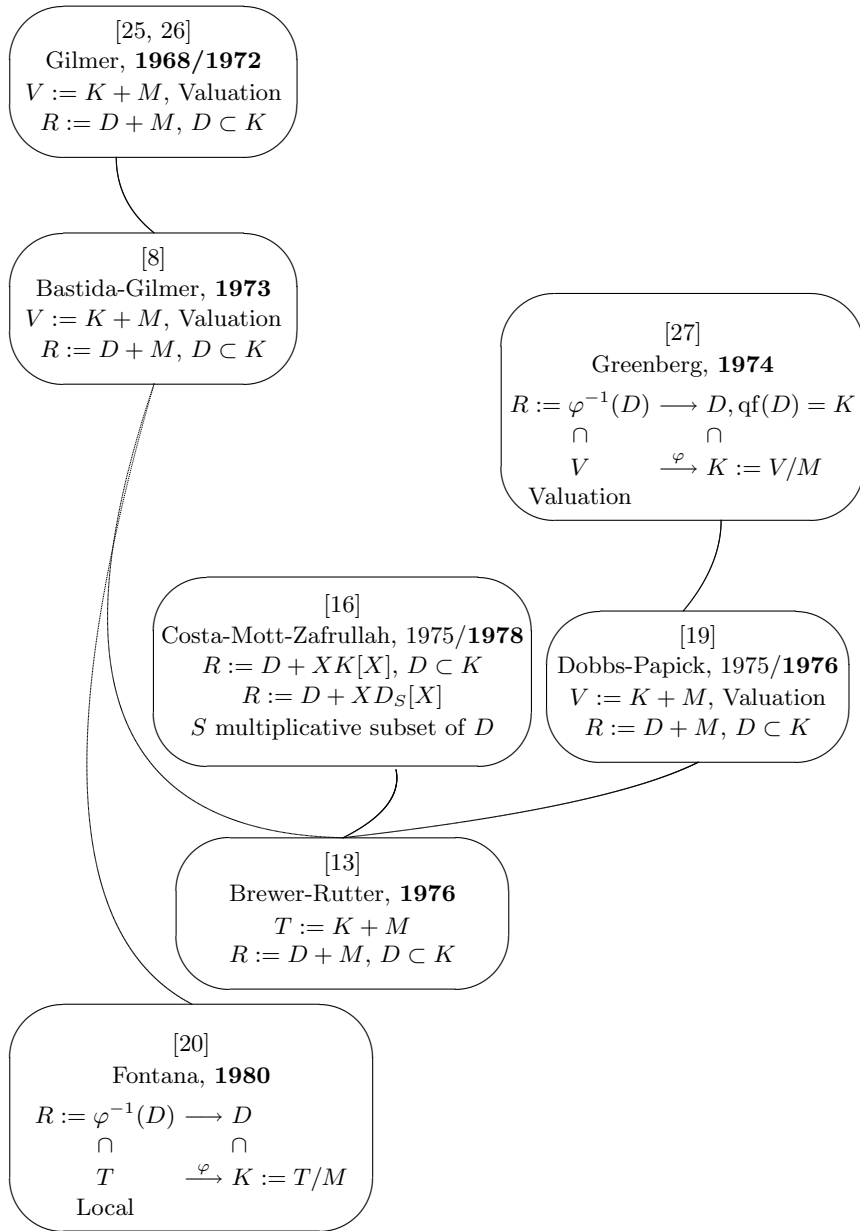 [25, 26]
Gilmer, 1968/1972
V := K + M, Valuation
R := D + M, D ⊂ K
[8]
Bastida-Gilmer, 1973
V := K + M, Valuation
R := D + M, D ⊂ K
[27]
Greenberg, 1974
R := φ⁻¹(D) ⟶ D, qf(D) = K
∩ ∩
V ⟶^φ K := V/M
Valuation
[16]
Costa-Mott-Zafrullah, 1975/1978
R := D + XK[X], D ⊂ K
R := D + XD_S[X]
S multiplicative subset of D
[19]
Dobbs-Papick, 1975/1976
V := K + M, Valuation
R := D + M, D ⊂ K
[13]
Brewer-Rutter, 1976
T := K + M
R := D + M, D ⊂ K
[20]
Fontana, 1980
R := φ⁻¹(D) ⟶ D
∩ ∩
T ⟶^φ K := T/M
Local